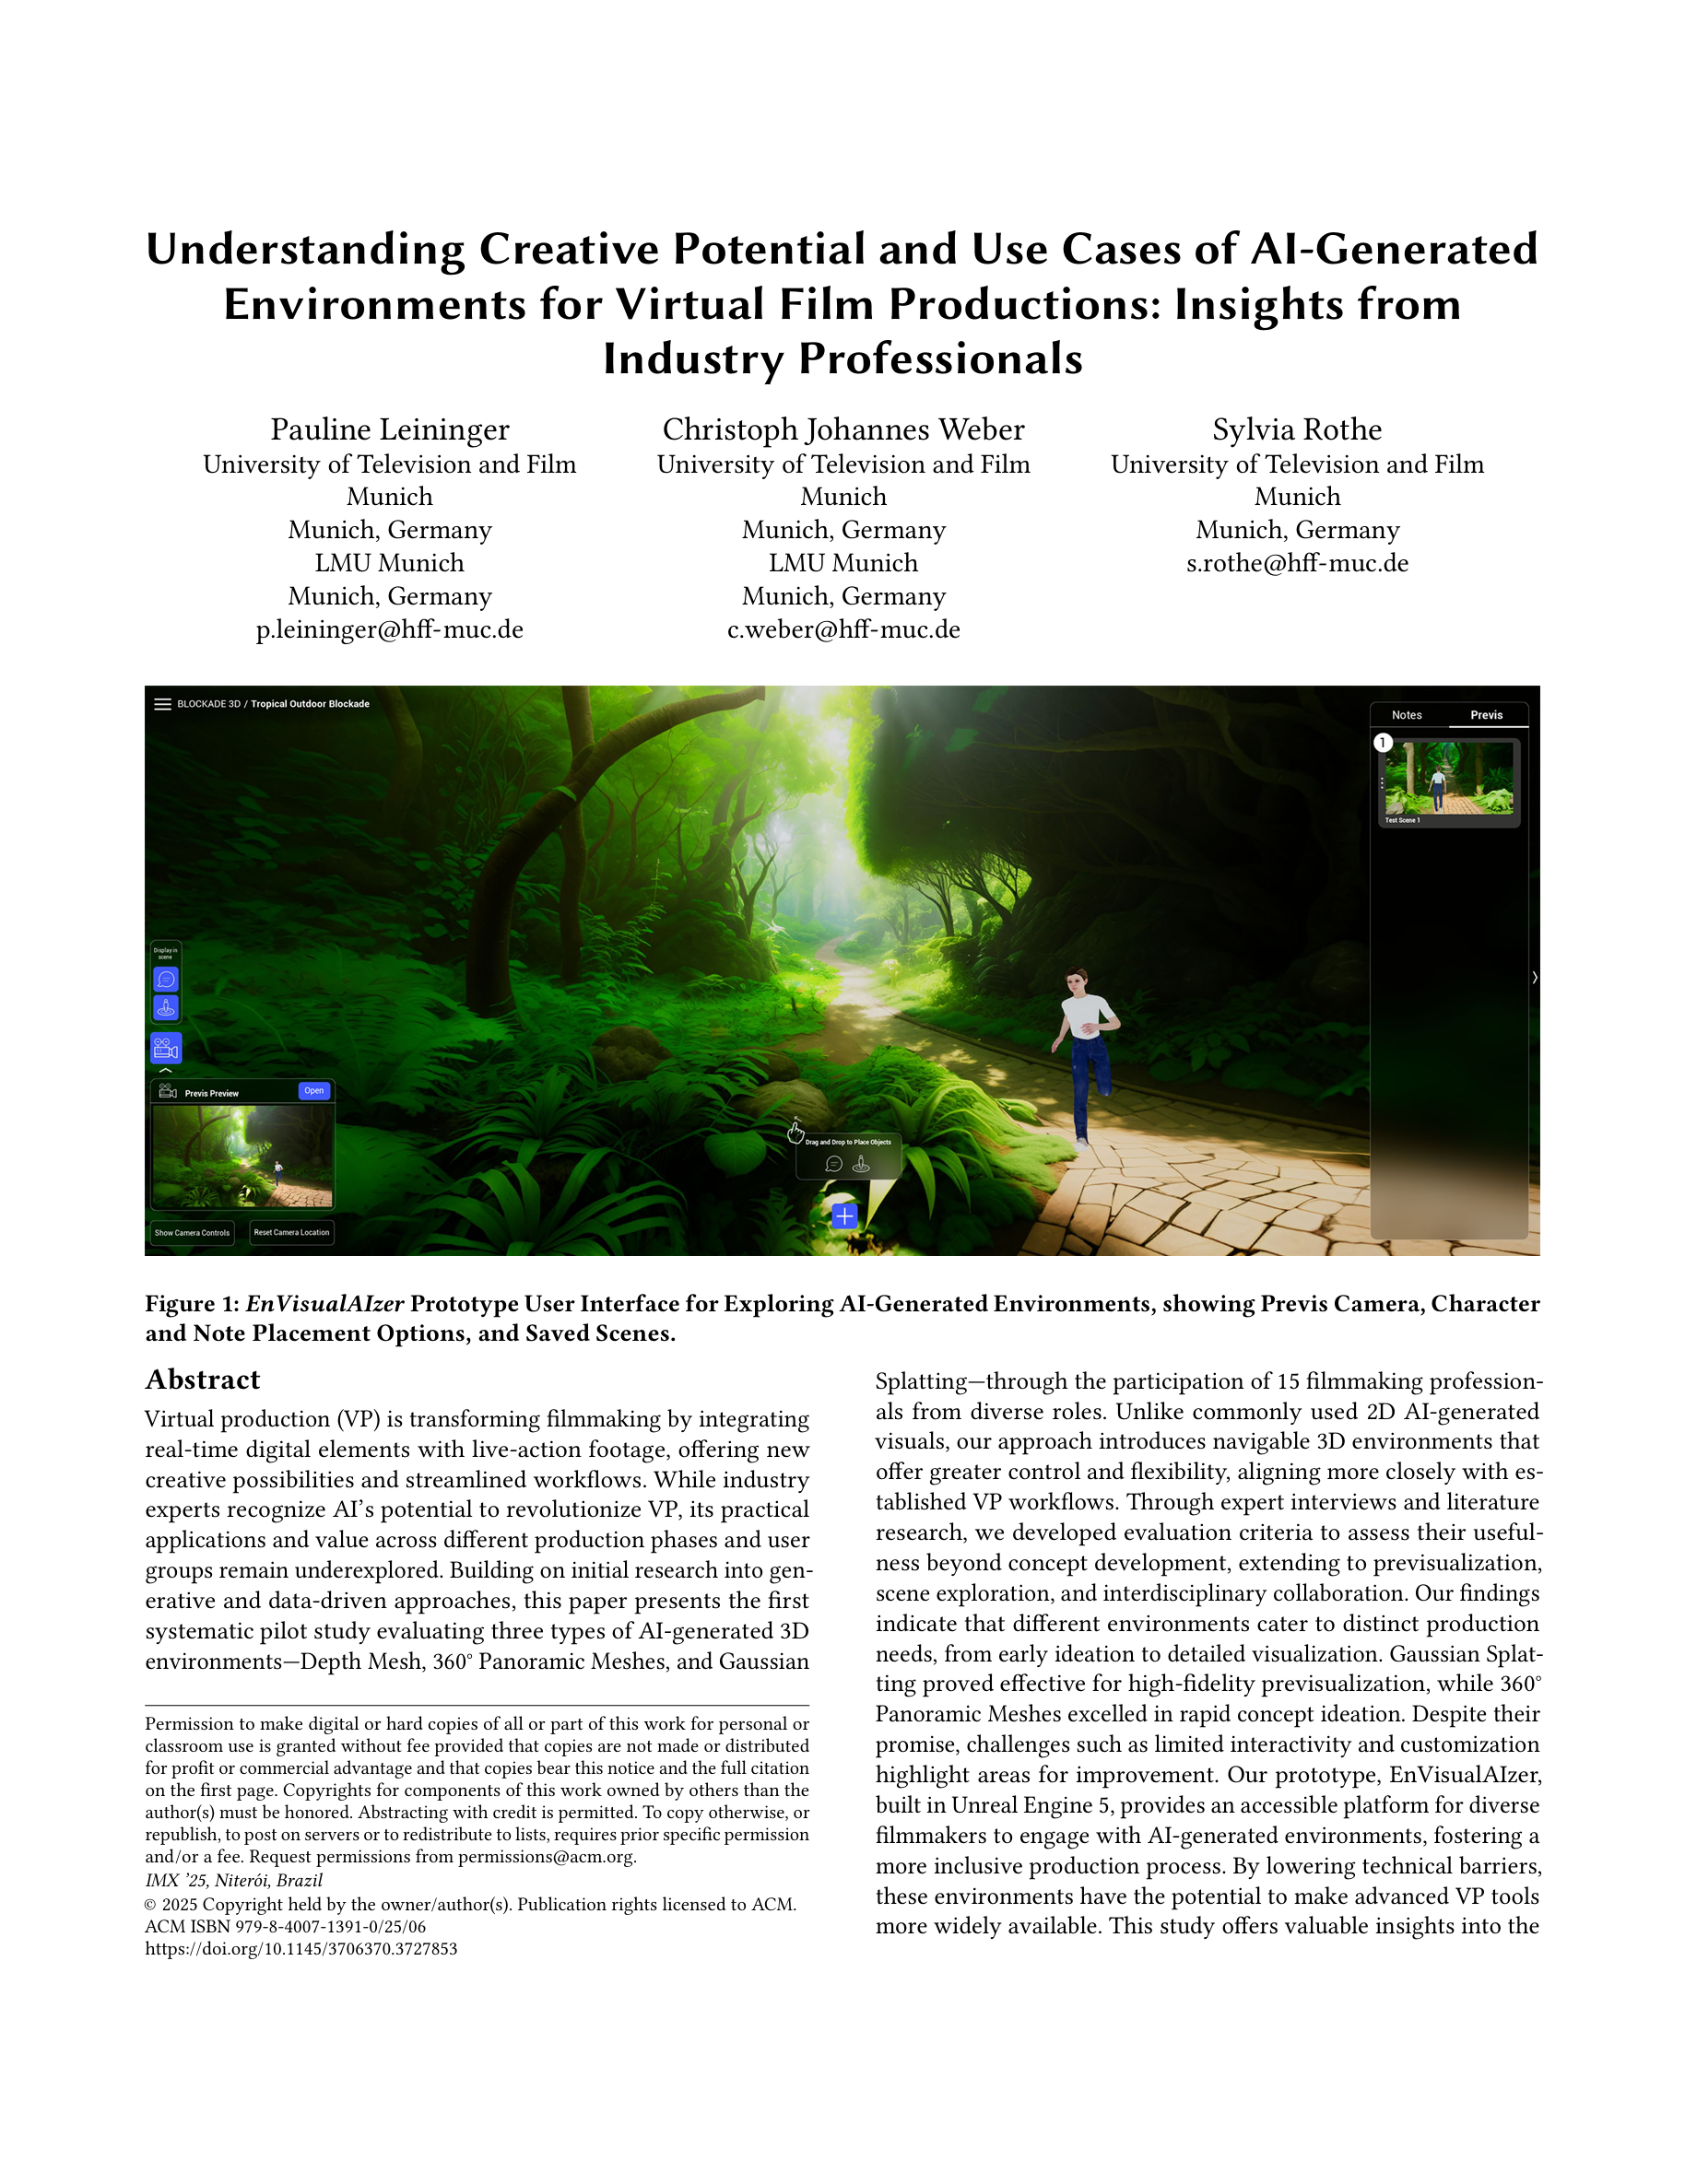 Understanding Creative Potential and Use Cases of AI-Generated
Environments for Virtual Film Productions: Insights from
Industry Professionals
Pauline Leininger
University of Television and Film
Munich
Munich, Germany
LMU Munich
Munich, Germany
p.leininger@hff-muc.de
Christoph Johannes Weber
University of Television and Film
Munich
Munich, Germany
LMU Munich
Munich, Germany
c.weber@hff-muc.de
Sylvia Rothe
University of Television and Film
Munich
Munich, Germany
s.rothe@hff-muc.de
BLOCKADE 3D / Tropical Outdoor Blockade
Notes Previs
1
Test Scene 1
Display in
scene
Previs Preview Open
Drag and Drop to Place Objects
Show Camera Controls Reset Camera Location
Figure 1: EnVisualAIzer Prototype User Interface for Exploring AI-Generated Environments, showing Previs Camera, Character
and Note Placement Options, and Saved Scenes.
Abstract
Virtual production (VP) is transforming filmmaking by integrating
real-time digital elements with live-action footage, offering new
creative possibilities and streamlined workflows. While industry
experts recognize AI's potential to revolutionize VP, its practical
applications and value across different production phases and user
groups remain underexplored. Building on initial research into gen-
erative and data-driven approaches, this paper presents the first
systematic pilot study evaluating three types of AI-generated 3D
environments—Depth Mesh, 360° Panoramic Meshes, and Gaussian
Permission to make digital or hard copies of all or part of this work for personal or
classroom use is granted without fee provided that copies are not made or distributed
for profit or commercial advantage and that copies bear this notice and the full citation
on the first page. Copyrights for components of this work owned by others than the
author(s) must be honored. Abstracting with credit is permitted. To copy otherwise, or
republish, to post on servers or to redistribute to lists, requires prior specific permission
and/or a fee. Request permissions from permissions@acm.org.
IMX '25, Niterói, Brazil
© 2025 Copyright held by the owner/author(s). Publication rights licensed to ACM.
ACM ISBN 979-8-4007-1391-0/25/06
https://doi.org/10.1145/3706370.3727853
Splatting—through the participation of 15 filmmaking profession-
als from diverse roles. Unlike commonly used 2D AI-generated
visuals, our approach introduces navigable 3D environments that
offer greater control and flexibility, aligning more closely with es-
tablished VP workflows. Through expert interviews and literature
research, we developed evaluation criteria to assess their useful-
ness beyond concept development, extending to previsualization,
scene exploration, and interdisciplinary collaboration. Our findings
indicate that different environments cater to distinct production
needs, from early ideation to detailed visualization. Gaussian Splat-
ting proved effective for high-fidelity previsualization, while 360°
Panoramic Meshes excelled in rapid concept ideation. Despite their
promise, challenges such as limited interactivity and customization
highlight areas for improvement. Our prototype, EnVisualAIzer,
built in Unreal Engine 5, provides an accessible platform for diverse
filmmakers to engage with AI-generated environments, fostering a
more inclusive production process. By lowering technical barriers,
these environments have the potential to make advanced VP tools
more widely available. This study offers valuable insights into the